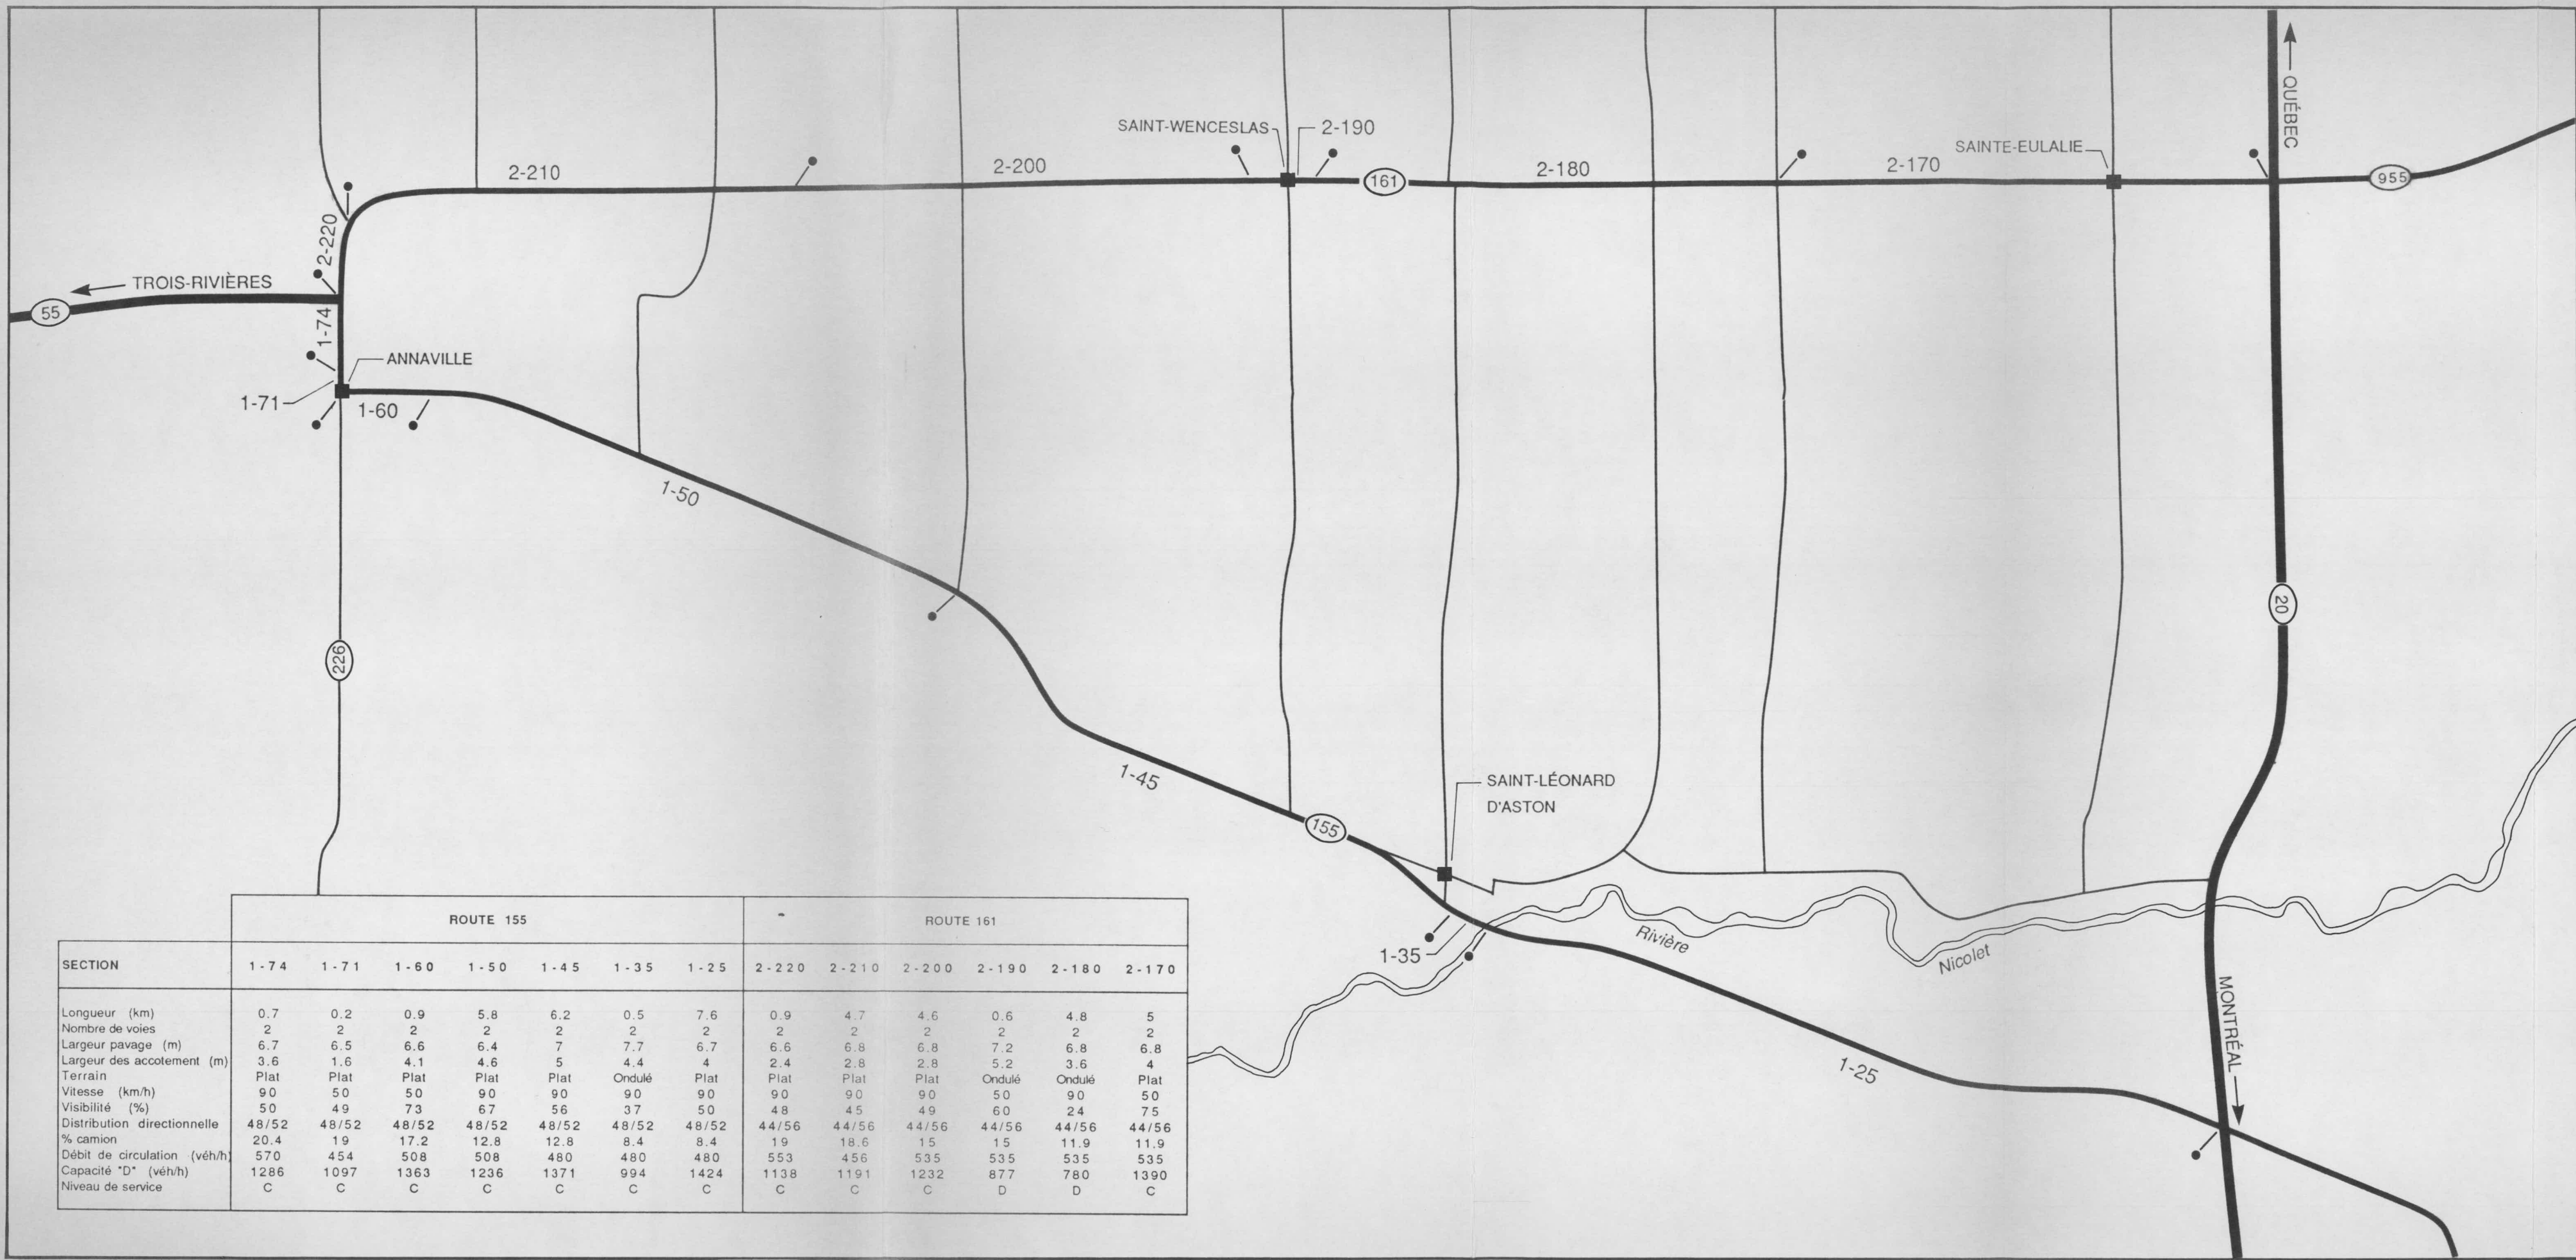 QUÉBEC
SAINT-WENCESLAS
2-190
SAINTE-EULALIE
2-210
2-200
2-180
2-170
161
955
2-220
TROIS-RIVIÈRES
55
1-74
ANNAVILLE
1-71
1-60
1-50
20
226
1-45
SAINT-LÉONARD
D'ASTON
155
1-35
Rivière
Nicolet
MONTRÉAL
1-25
ROUTE 155 ROUTE 161
SECTION 1-74 1-71 1-60 1-50 1-45 1-35 1-25 2-220 2-210 2-200 2-190 2-180 2-170
Longueur (km) 0.7 0.2 0.9 5.8 6.2 0.5 7.6 0.9 4.7 4.6 0.6 4.8 5
Nombre de voies 2 2 2 2 2 2 2 2 2 2 2 2 2
Largeur pavage (m) 6.7 6.5 6.6 6.4 7 7.7 6.7 6.6 6.8 6.8 7.2 6.8 6.8
Largeur des accotement (m) 3.6 1.6 4.1 4.6 5 4.4 4 2.4 2.8 2.8 5.2 3.6 4
Terrain Plat Plat Plat Plat Plat Ondulé Plat Plat Plat Plat Ondulé Ondulé Plat
Vitesse (km/h) 90 50 50 90 90 90 90 90 90 90 50 90 50
Visibilité (%) 50 49 73 67 56 37 50 48 45 49 60 24 75
Distribution directionnelle 48/52 48/52 48/52 48/52 48/52 48/52 48/52 44/56 44/56 44/56 44/56 44/56 44/56
% camion 20.4 19 17.2 12.8 12.8 8.4 8.4 19 18.6 15 15 11.9 11.9
Débit de circulation (véh/h) 570 454 508 508 480 480 480 553 456 535 535 535 535
Capacité "D" (véh/h) 1286 1097 1363 1236 1371 994 1424 1138 1191 1232 877 780 1390
Niveau de service C C C C C C C C C C D D C